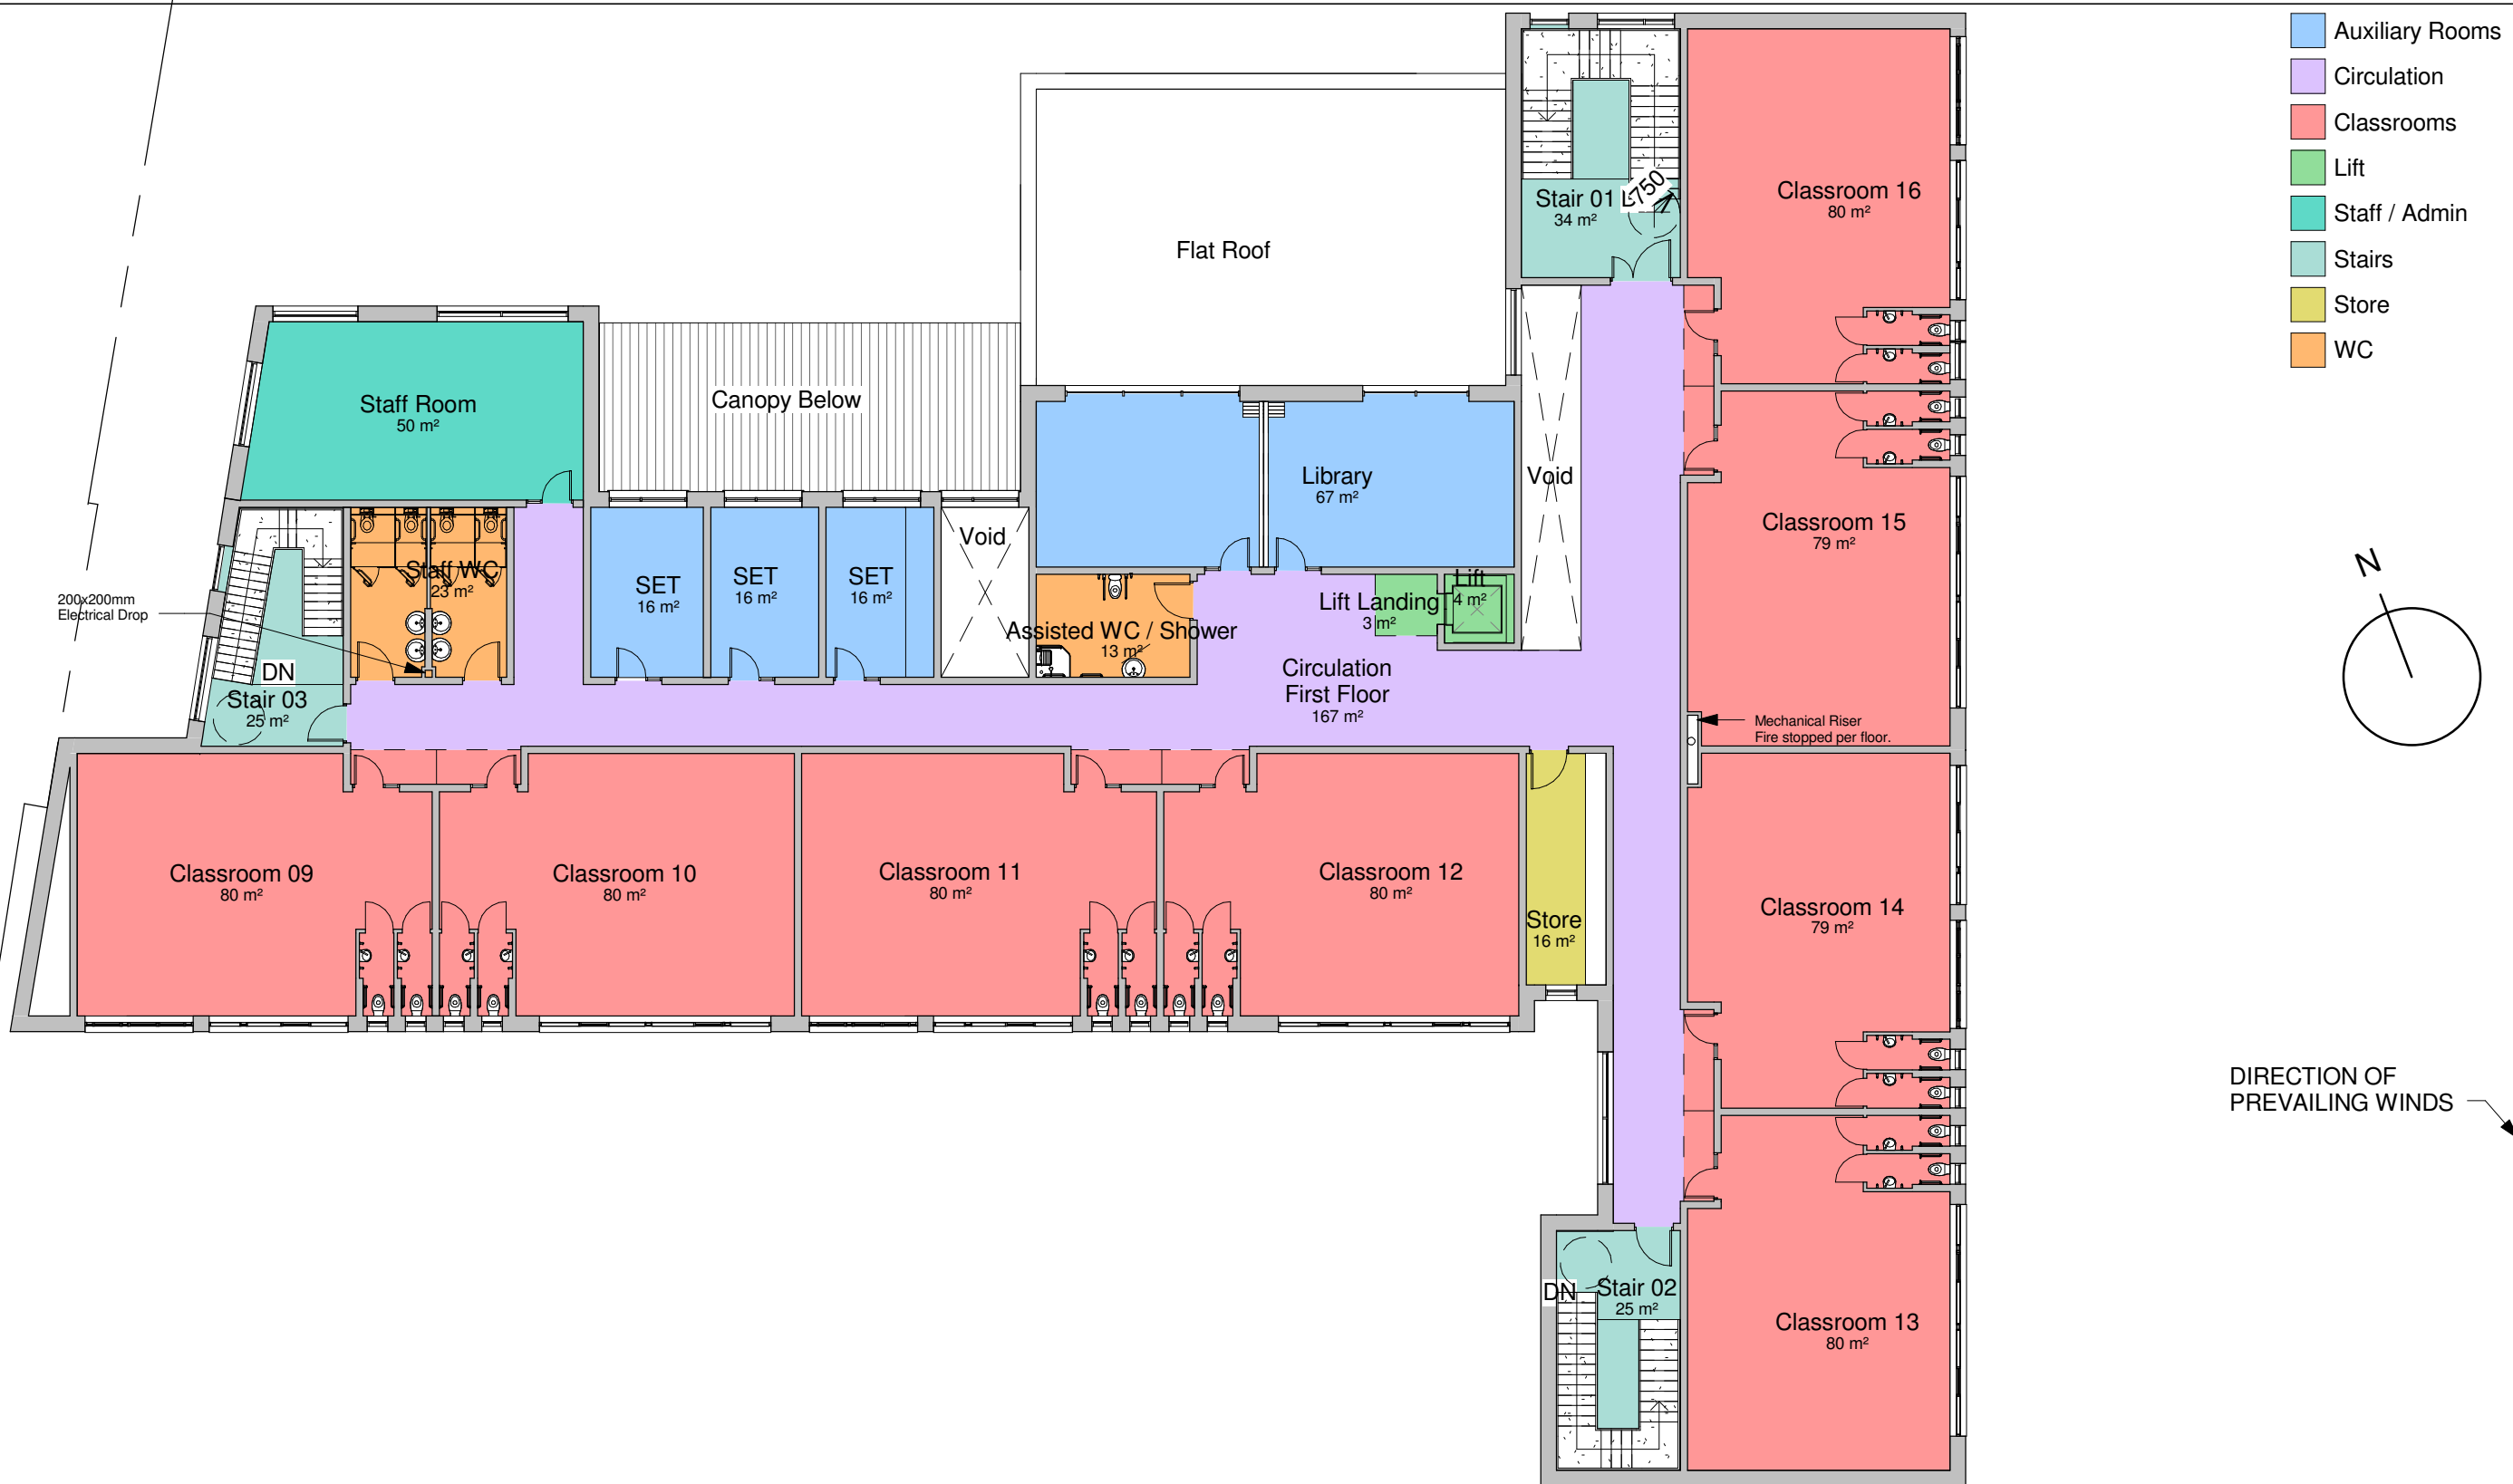 Auxiliary Rooms
Circulation
Classrooms
Lift
Staff / Admin
Stairs
Store
WC
Stair 01
34 m²
1750
Classroom 16
80 m²
Flat Roof
Staff Room
50 m²
Canopy Below
Library
67 m²
Void
Classroom 15
79 m²
Void
Staff WC
23 m²
SET
16 m²
SET
16 m²
SET
16 m²
200x200mm
Electrical Drop
Lift
4 m²
Lift Landing
3 m²
Assisted WC / Shower
13 m²
Circulation
First Floor
167 m²
DN
Stair 03
25 m²
Mechanical Riser
Fire stopped per floor.
N
Classroom 09
80 m²
Classroom 10
80 m²
Classroom 11
80 m²
Classroom 12
80 m²
Store
16 m²
Classroom 14
79 m²
DIRECTION OF
PREVAILING WINDS
DN
Stair 02
25 m²
Classroom 13
80 m²